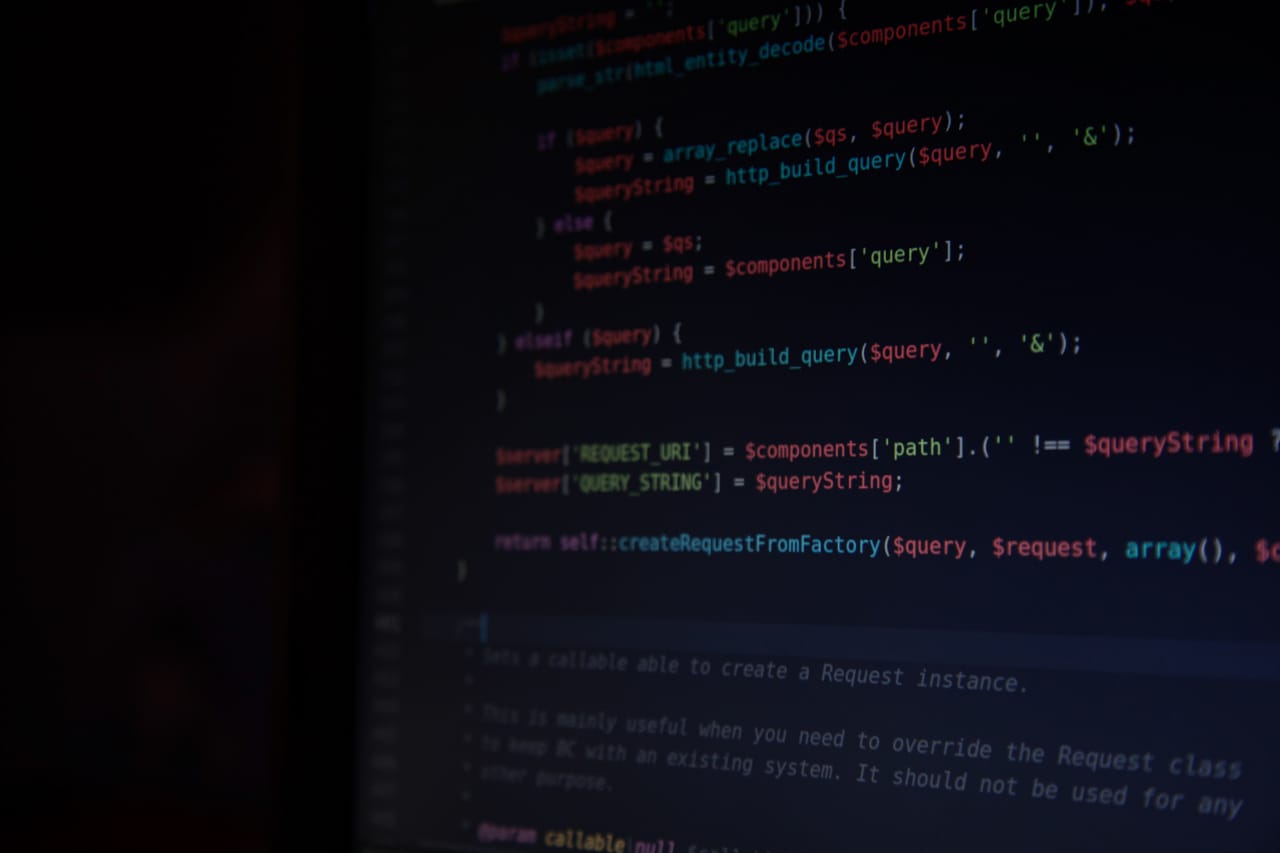 $queryString = '';
if (isset($components['query'])) {
parse_str(html_entity_decode($components['query']),
if ($query) {
$query = array_replace($qs, $query);
$queryString = http_build_query($query, '', '&');
} else {
$query = $qs;
$queryString = $components['query'];
}
} elseif ($query) {
$queryString = http_build_query($query, '', '&');
}
$server['REQUEST_URI'] = $components['path'].('' !== $queryString ?
$server['QUERY_STRING'] = $queryString;
return self::createRequestFromFactory($query, $request, array(),
}
/**
* Sets a callable able to create a Request instance.
*
* This is mainly useful when you need to override the Request class
* to keep BC with an existing system. It should not be used for any
* other purpose.
*
* @param callable|null